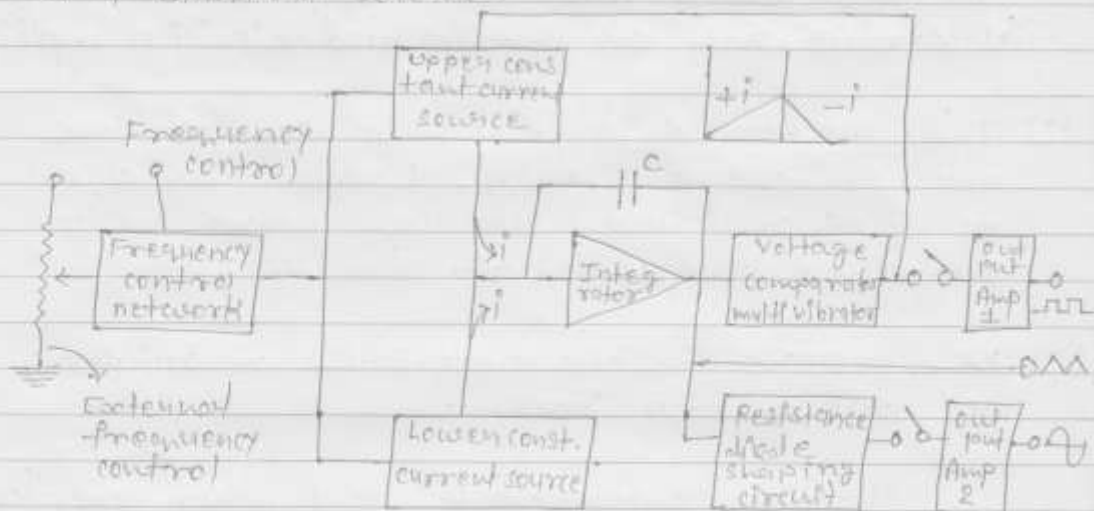 Upper cons
tant curren
source
+i
-i
Frequency
control
C
Frequency
control
network
i
i
Integ
rator
Voltage
comparator
multivibrator
out
put
Amp
1
External
frequency
control
Lower const.
current source
Resistance
diode
shaping
circuit
out
put
Amp
2